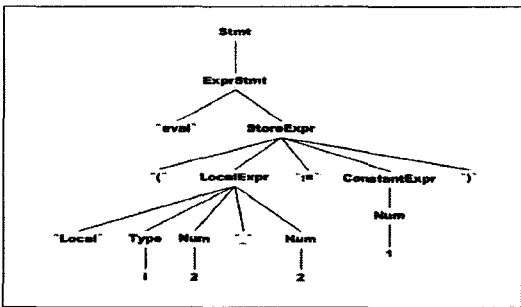 Stmt
ExprStmt
"eval" StoreExpr
"(" LocalExpr ":=" ConstantExpr ")"
"Local" Type Num "_" Num Num
I 2 2 1